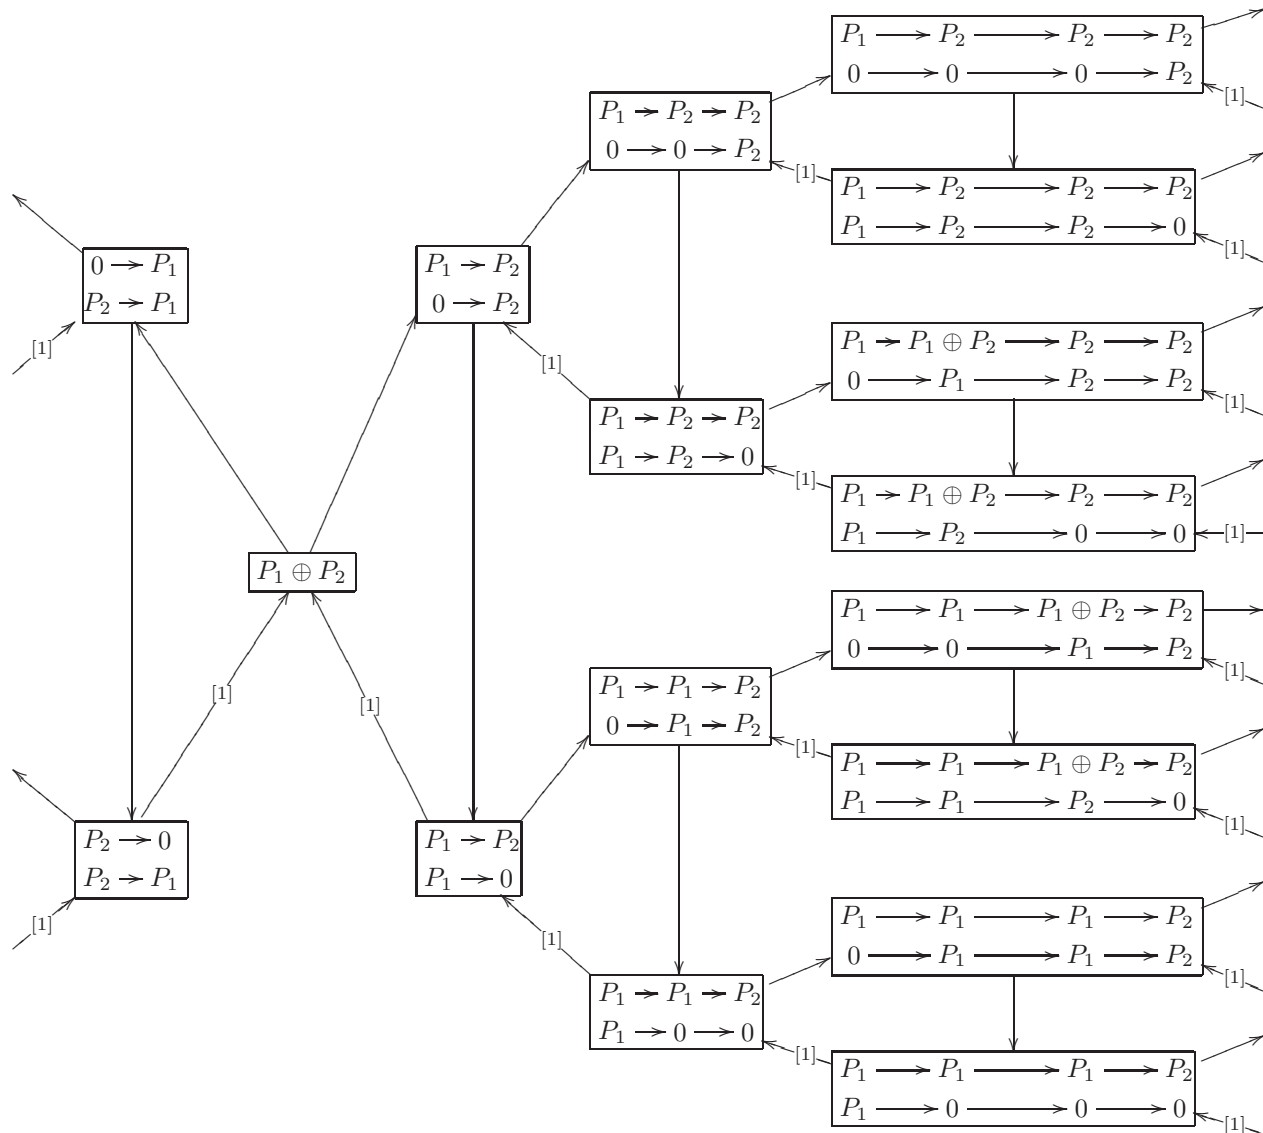 P₁ → P₂ → P₂ → P₂
0 → 0 → 0 → P₂
[1]
P₁ → P₂ → P₂
0 → 0 → P₂
[1]
P₁ → P₂ → P₂ → P₂
P₁ → P₂ → P₂ → 0
[1]
0 → P₁
P₂ → P₁
[1]
P₁ → P₂
0 → P₂
[1]
P₁ → P₁ ⊕ P₂ → P₂ → P₂
0 → P₁ → P₂ → P₂
[1]
P₁ → P₂ → P₂
P₁ → P₂ → 0
[1]
P₁ → P₁ ⊕ P₂ → P₂ → P₂
P₁ → P₂ → 0 → 0
[1]
P₁ ⊕ P₂
[1]
[1]
P₁ → P₁ → P₁ ⊕ P₂ → P₂
0 → 0 → P₁ → P₂
[1]
P₁ → P₁ → P₂
0 → P₁ → P₂
[1]
P₁ → P₁ → P₁ ⊕ P₂ → P₂
P₁ → P₁ → P₂ → 0
[1]
P₂ → 0
P₂ → P₁
[1]
P₁ → P₂
P₁ → 0
[1]
P₁ → P₁ → P₁ → P₂
0 → P₁ → P₁ → P₂
[1]
P₁ → P₁ → P₂
P₁ → 0 → 0
[1]
P₁ → P₁ → P₁ → P₂
P₁ → 0 → 0 → 0
[1]